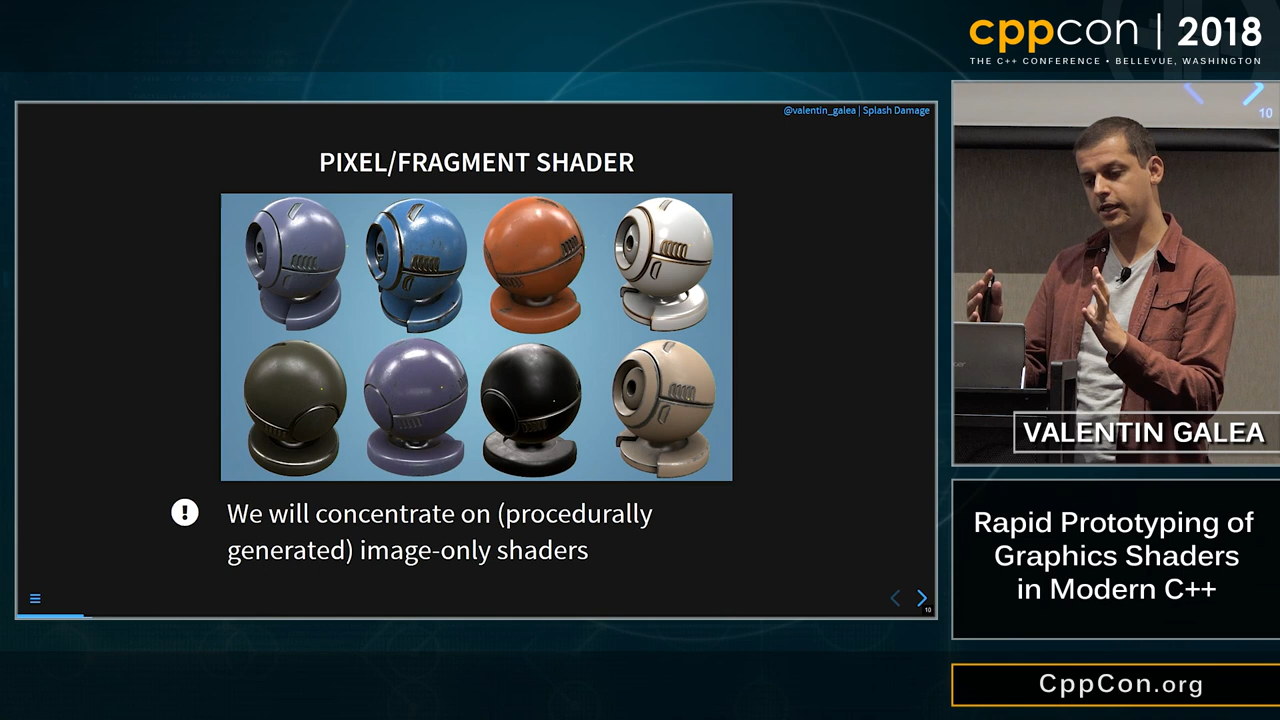 cppcon | 2018
THE C++ CONFERENCE • BELLEVUE, WASHINGTON
@valentin_galea | Splash Damage
PIXEL/FRAGMENT SHADER
We will concentrate on (procedurally
generated) image-only shaders
10
10
VALENTIN GALEA
Rapid Prototyping of
Graphics Shaders
in Modern C++
CppCon.org